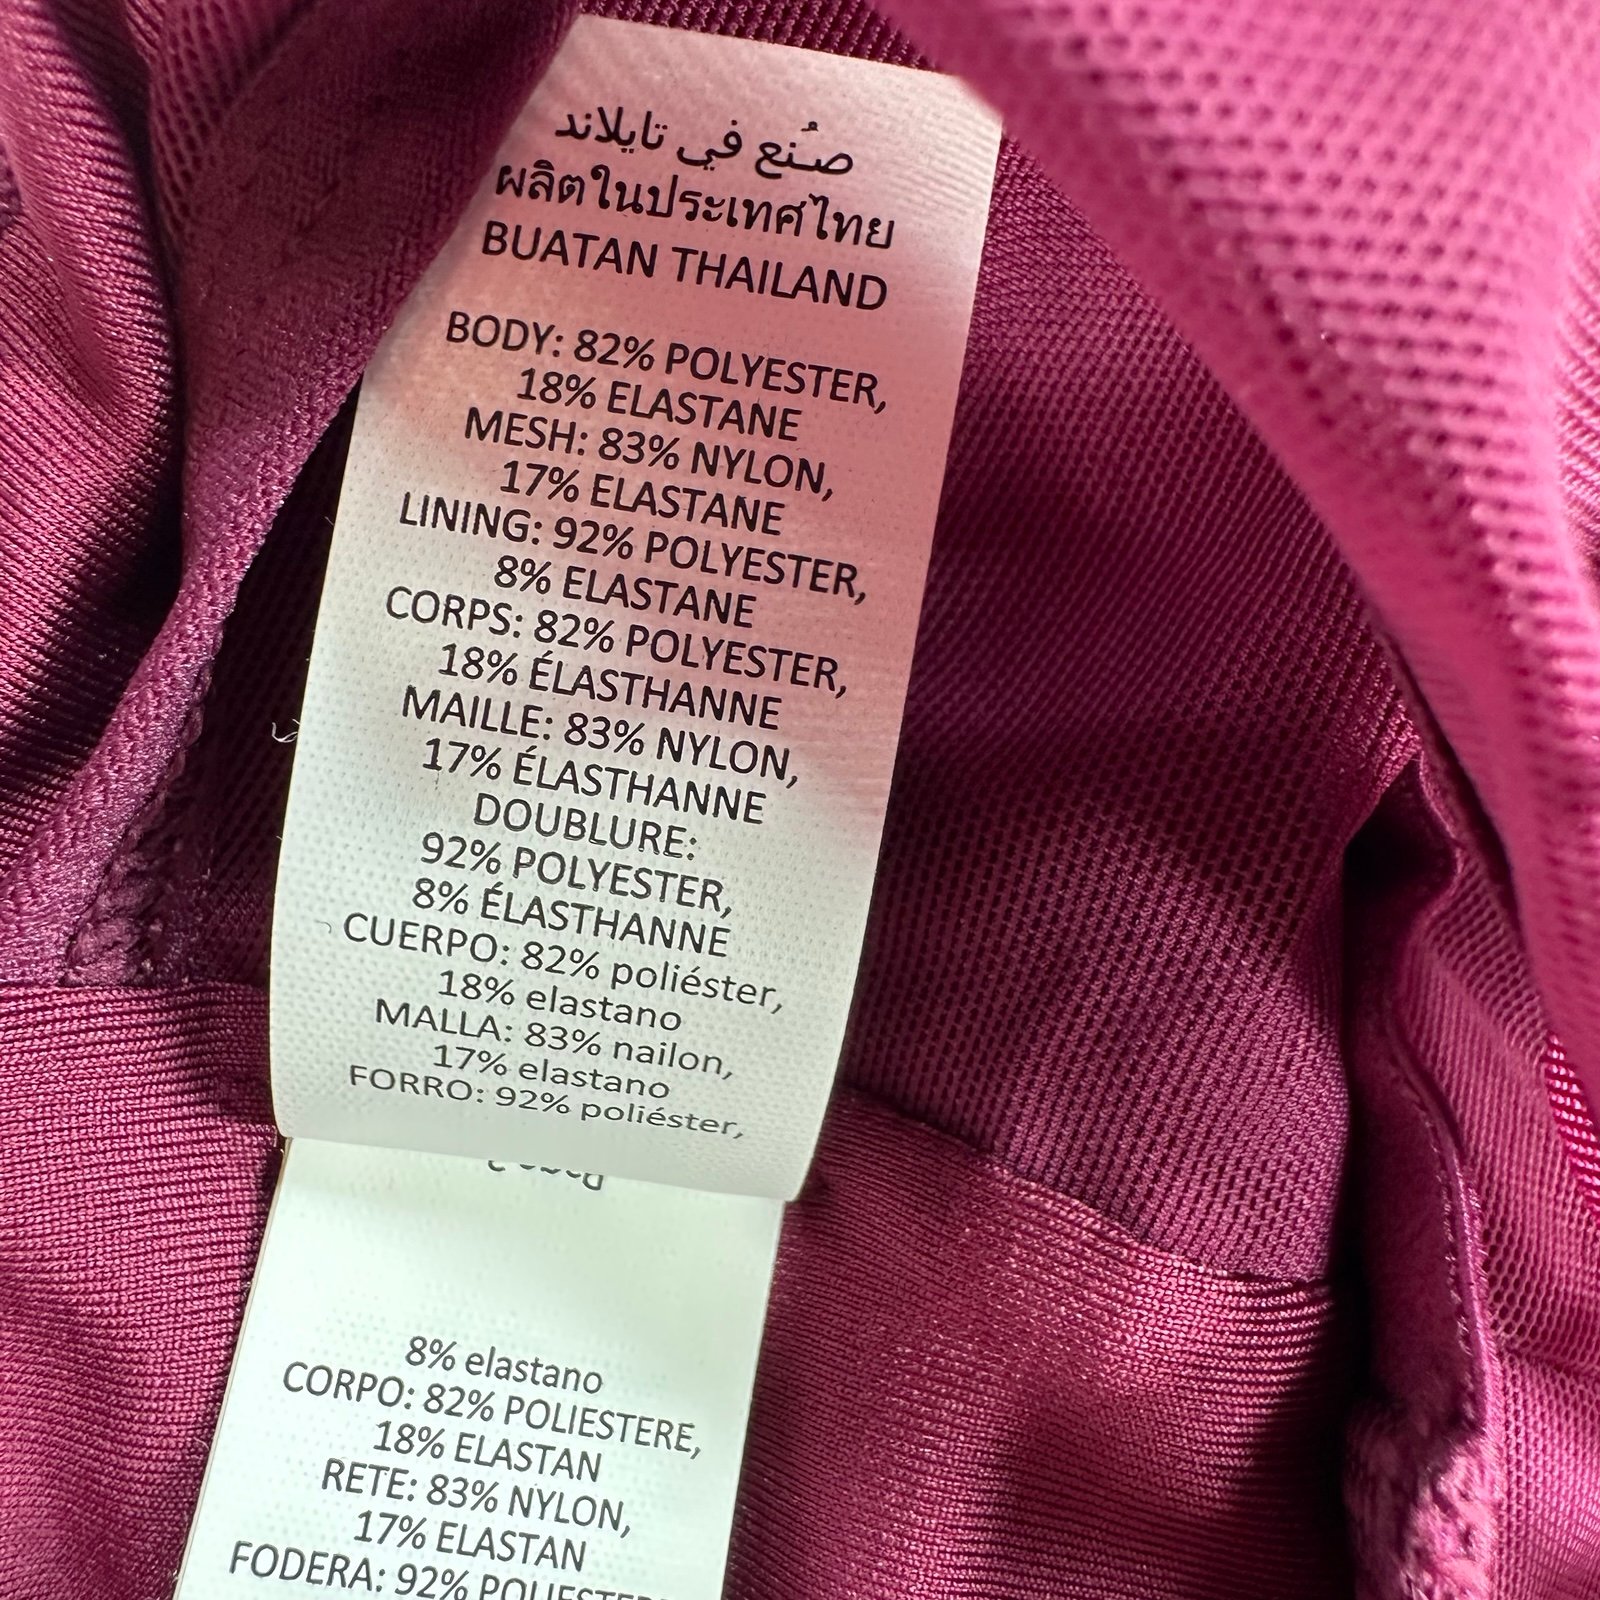 صُنع في تايلاند
ผลิตในประเทศไทย
BUATAN THAILAND
BODY: 82% POLYESTER,
18% ELASTANE
MESH: 83% NYLON,
17% ELASTANE
LINING: 92% POLYESTER,
8% ELASTANE
CORPS: 82% POLYESTER,
18% ÉLASTHANNE
MAILLE: 83% NYLON,
17% ÉLASTHANNE
DOUBLURE:
92% POLYESTER,
8% ÉLASTHANNE
CUERPO: 82% poliéster,
18% elastano
MALLA: 83% nailon,
17% elastano
FORRO: 92% poliéster,
8% elastano
CORPO: 82% POLIESTERE,
18% ELASTAN
RETE: 83% NYLON,
17% ELASTAN
FODERA: 92%